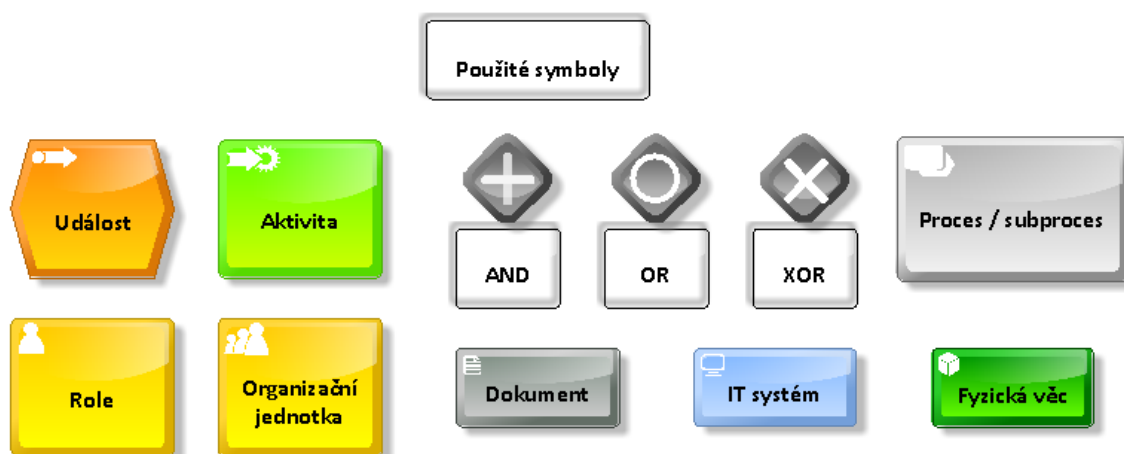 Použité symboly
Událost
Aktivita
AND
OR
XOR
Proces / subproces
Role
Organizační
jednotka
Dokument
IT systém
Fyzická věc